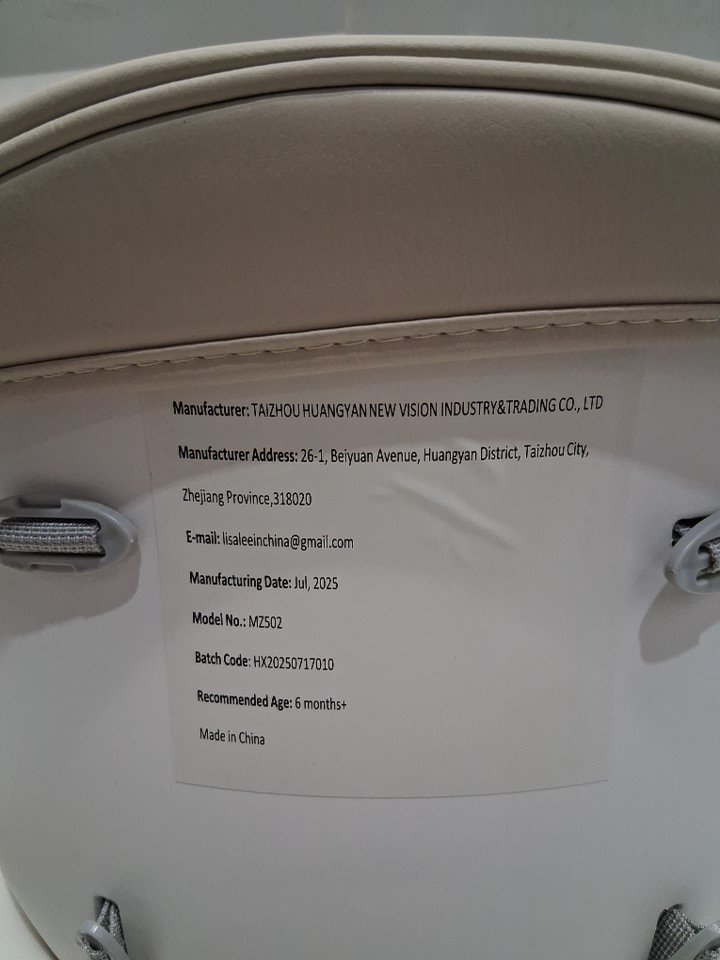 Manufacturer: TAIZHOU HUANGYAN NEW VISION INDUSTRY&TRADING CO., LTD
Manufacturer Address: 26-1, Beiyuan Avenue, Huangyan District, Taizhou City,
Zhejiang Province,318020
E-mail: lisaleeinchina@gmail.com
Manufacturing Date: Jul, 2025
Model No.: MZ502
Batch Code: HX20250717010
Recommended Age: 6 months+
Made in China